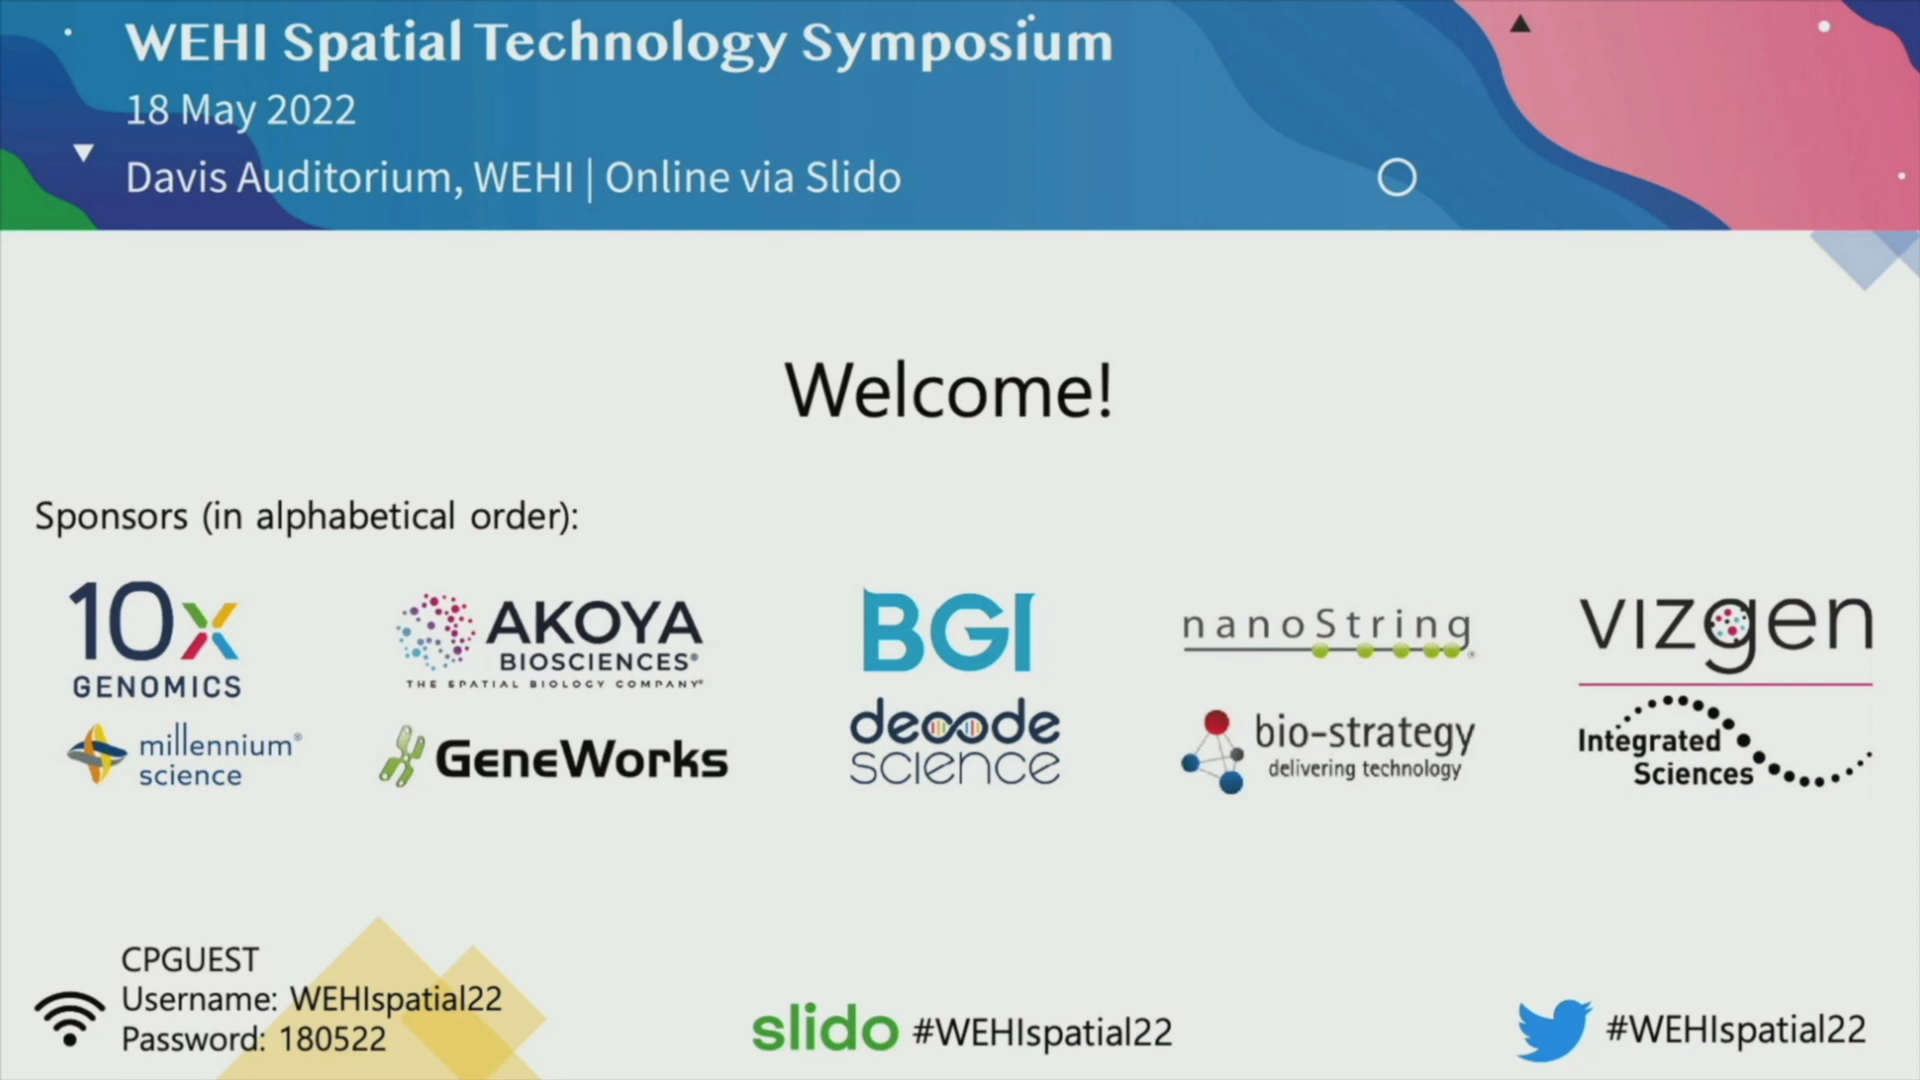 WEHI Spatial Technology Symposium
18 May 2022
Davis Auditorium, WEHI | Online via Slido
Welcome!
Sponsors (in alphabetical order):
10x
GENOMICS
AKOYA
BIOSCIENCES®
THE SPATIAL BIOLOGY COMPANY®
BGI
nanoString®
vizgen
millennium®
science
GeneWorks
decode
science
bio-strategy
delivering technology
Integrated
Sciences
CPGUEST
Username: WEHIspatial22
Password: 180522
slido #WEHIspatial22
#WEHIspatial22